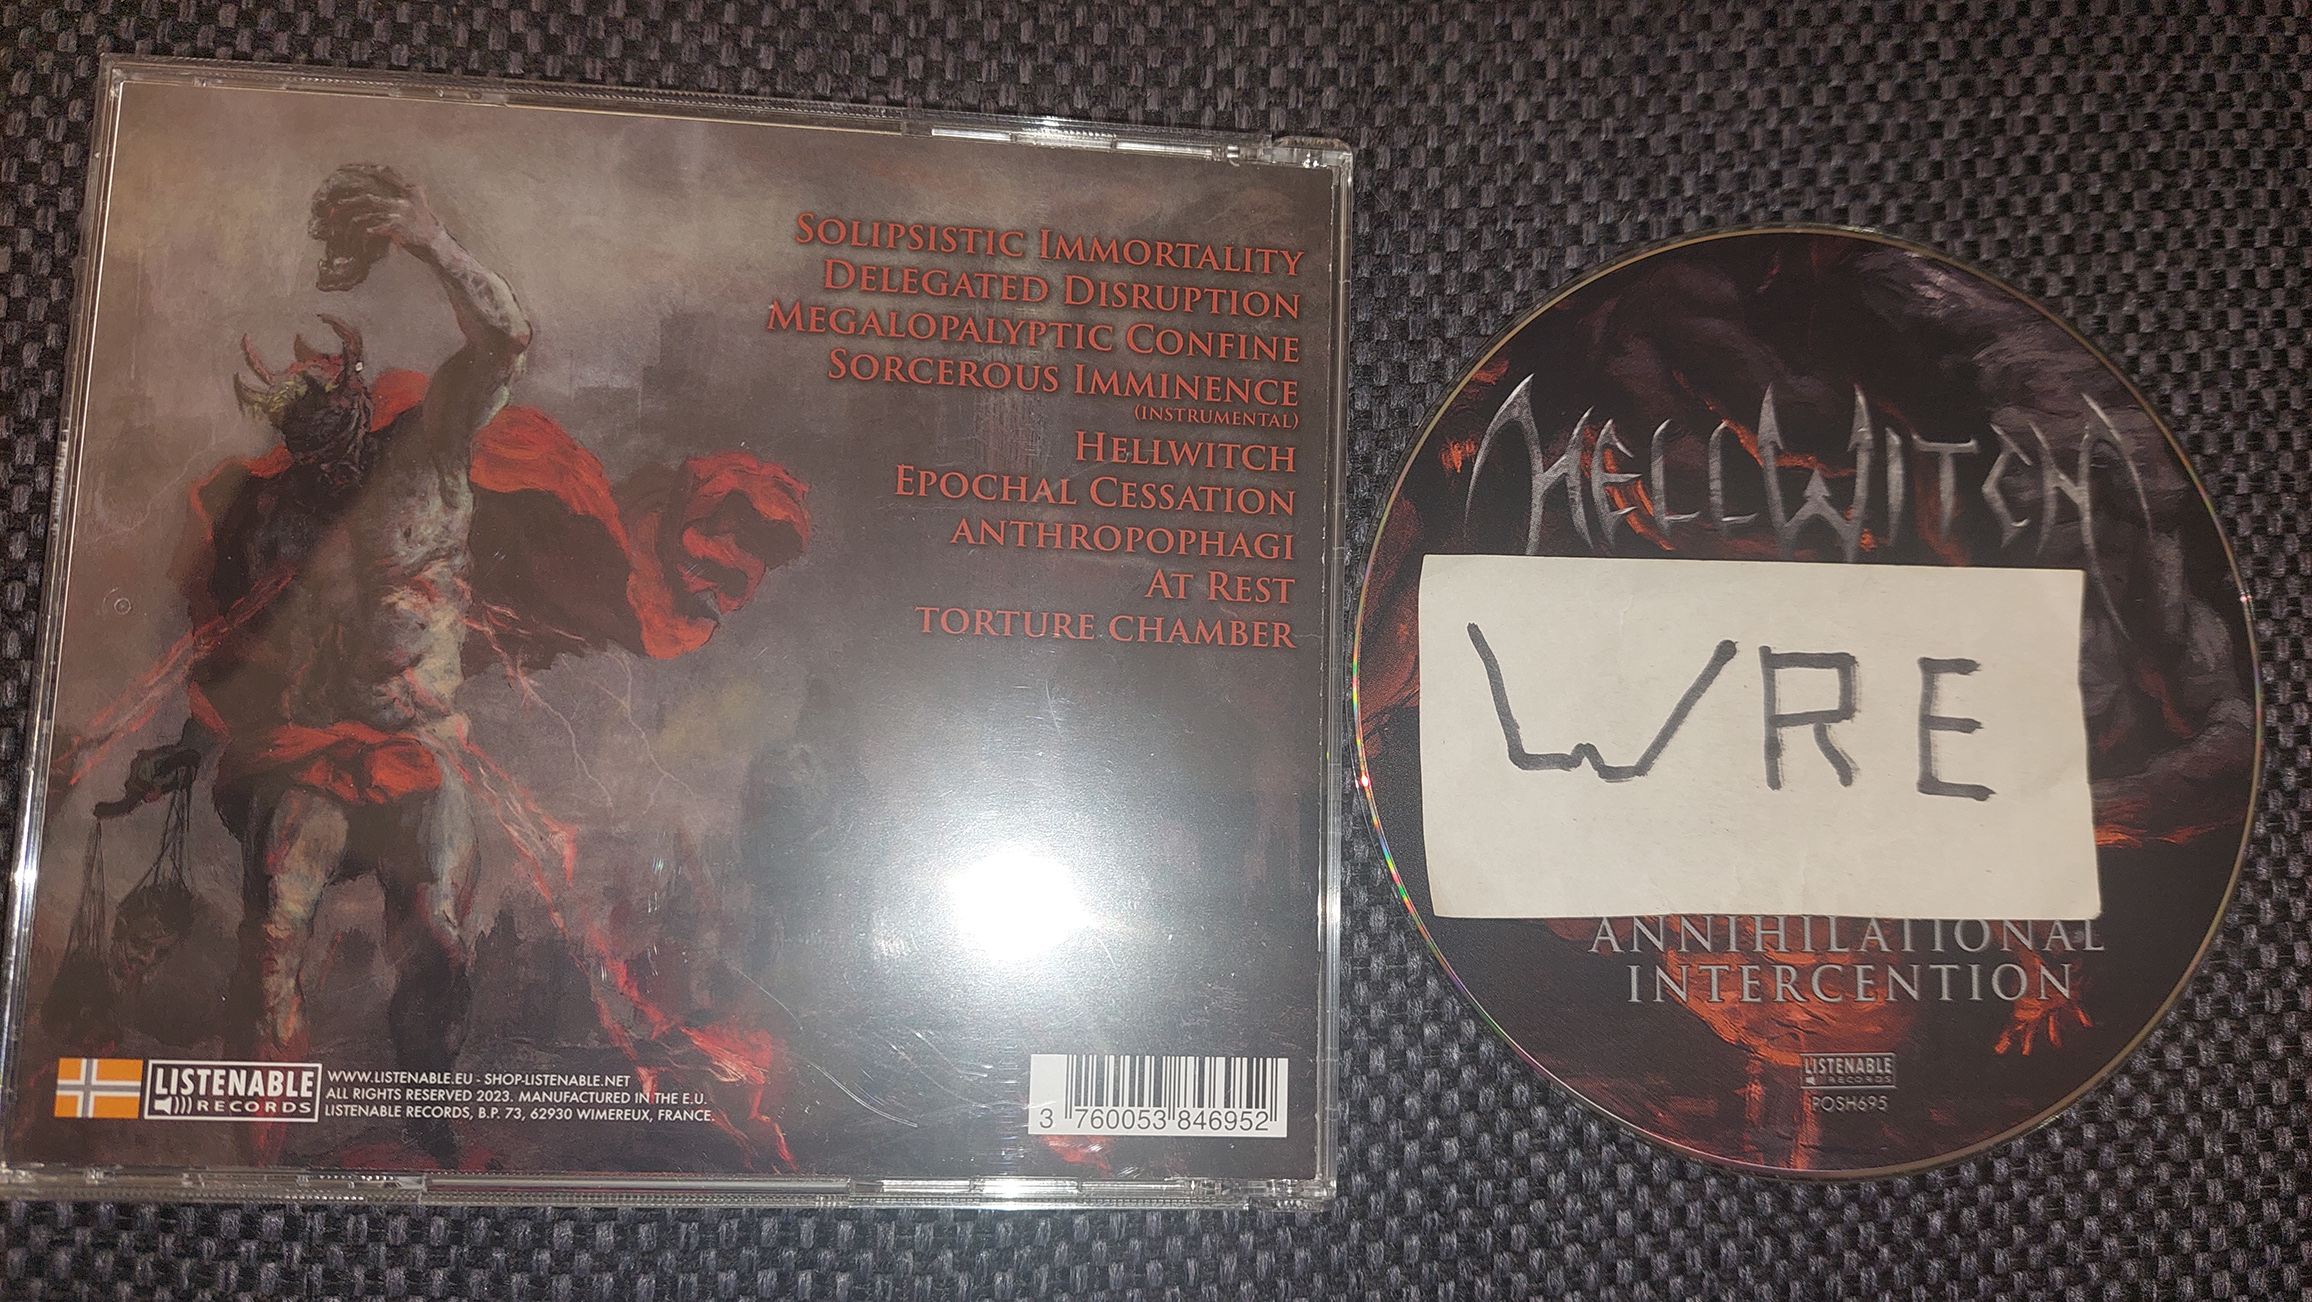 SOLIPSISTIC IMMORTALITY
DELEGATED DISRUPTION
MEGALOPALYPTIC CONFINE
SORCEROUS IMMINENCE
(INSTRUMENTAL)
HELLWITCH
EPOCHAL CESSATION
ANTHROPOPHAGI
AT REST
TORTURE CHAMBER
LISTENABLE
RECORDS
WWW.LISTENABLE.EU - SHOP-LISTENABLE.NET
ALL RIGHTS RESERVED 2023. MANUFACTURED IN THE E.U.
LISTENABLE RECORDS, B.P. 73, 62930 WIMEREUX, FRANCE.
3 760053 846952
HELLWITCH
WRE
ANNIHILATIONAL
INTERCENTION
LISTENABLE
RECORDS
POSH695